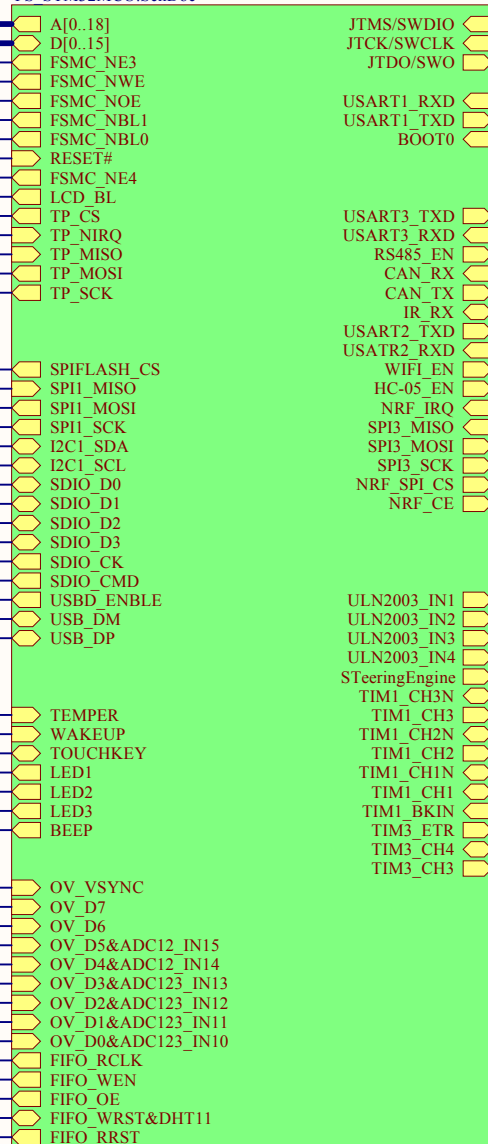 A[0..18]
D[0..15]
FSMC_NE3
FSMC_NWE
FSMC_NOE
FSMC_NBL1
FSMC_NBL0
RESET#
FSMC_NE4
LCD_BL
TP_CS
TP_NIRQ
TP_MISO
TP_MOSI
TP_SCK
SPIFLASH_CS
SPI1_MISO
SPI1_MOSI
SPI1_SCK
I2C1_SDA
I2C1_SCL
SDIO_D0
SDIO_D1
SDIO_D2
SDIO_D3
SDIO_CK
SDIO_CMD
USBD_ENBLE
USB_DM
USB_DP
TEMPER
WAKEUP
TOUCHKEY
LED1
LED2
LED3
BEEP
OV_VSYNC
OV_D7
OV_D6
OV_D5&ADC12_IN15
OV_D4&ADC12_IN14
OV_D3&ADC123_IN13
OV_D2&ADC123_IN12
OV_D1&ADC123_IN11
OV_D0&ADC123_IN10
FIFO_RCLK
FIFO_WEN
FIFO_OE
FIFO_WRST&DHT11
FIFO_RRST
JTMS/SWDIO
JTCK/SWCLK
JTDO/SWO
USART1_RXD
USART1_TXD
BOOT0
USART3_TXD
USART3_RXD
RS485_EN
CAN_RX
CAN_TX
IR_RX
USART2_TXD
USATR2_RXD
WIFI_EN
HC-05_EN
NRF_IRQ
SPI3_MISO
SPI3_MOSI
SPI3_SCK
NRF_SPI_CS
NRF_CE
ULN2003_IN1
ULN2003_IN2
ULN2003_IN3
ULN2003_IN4
STeeringEngine
TIM1_CH3N
TIM1_CH3
TIM1_CH2N
TIM1_CH2
TIM1_CH1N
TIM1_CH1
TIM1_BKIN
TIM3_ETR
TIM3_CH4
TIM3_CH3